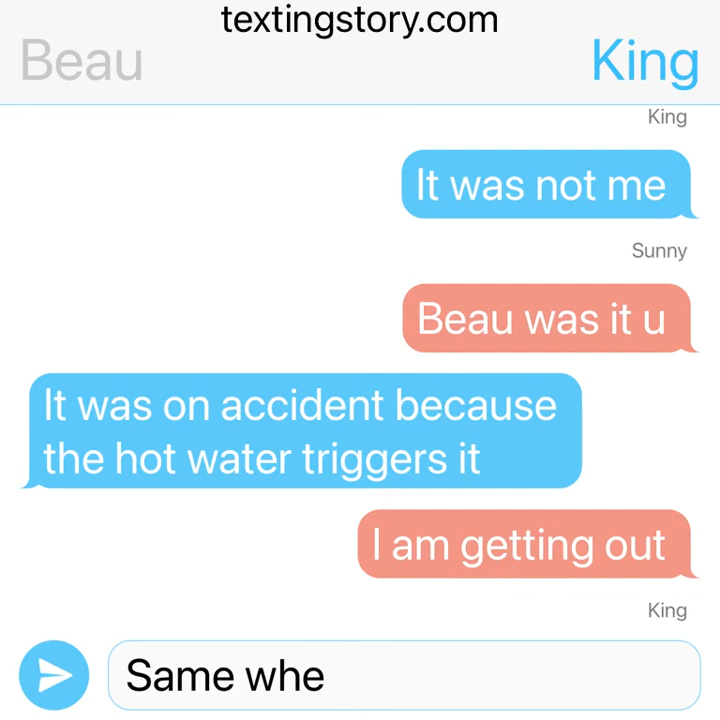 textingstory.com
Beau
King
King
It was not me
Sunny
Beau was it u
It was on accident because
the hot water triggers it
I am getting out
King
Same whe